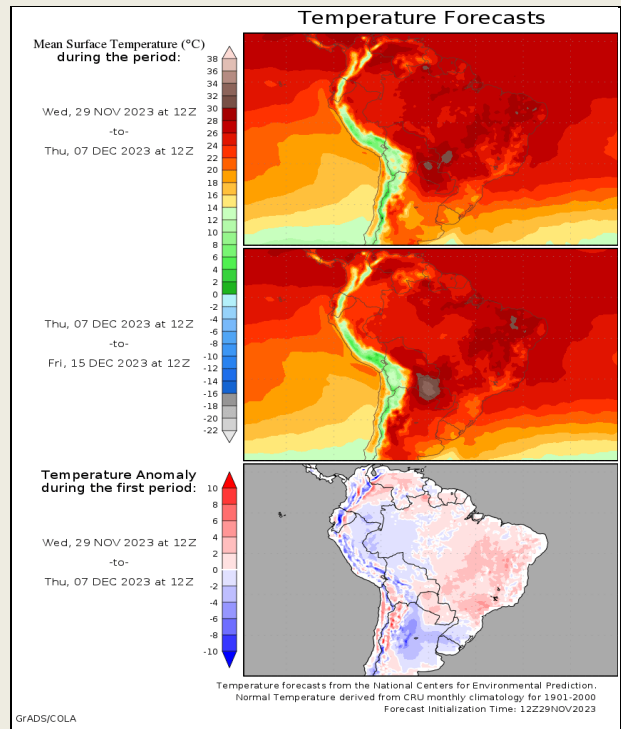 Temperature Forecasts
Mean Surface Temperature (°C)
during the period:
Wed, 29 NOV 2023 at 12Z
-to-
Thu, 07 DEC 2023 at 12Z
38
36
34
32
30
28
26
24
22
20
18
16
14
12
10
8
6
4
2
0
-2
-4
-6
-8
-10
-12
-14
-16
-18
-20
-22
Thu, 07 DEC 2023 at 12Z
-to-
Fri, 15 DEC 2023 at 12Z
Temperature Anomaly
during the first period:
Wed, 29 NOV 2023 at 12Z
-to-
Thu, 07 DEC 2023 at 12Z
10
8
6
4
2
0
-2
-4
-6
-8
-10
Temperature forecasts from the National Centers for Environmental Prediction.
Normal Temperature derived from CRU monthly climatology for 1901-2000
Forecast Initialization Time: 12Z29NOV2023
GrADS/COLA